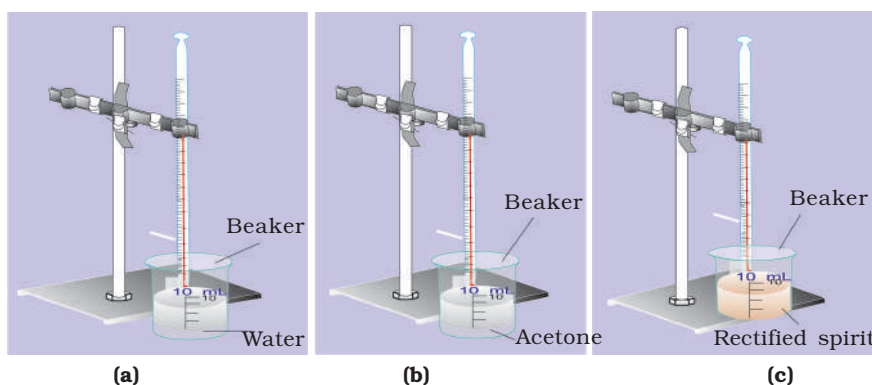 Beaker
10 mL
10
Water
(a)
Beaker
10 mL
10
Acetone
(b)
Beaker
10 mL
10
Rectified spirit
(c)